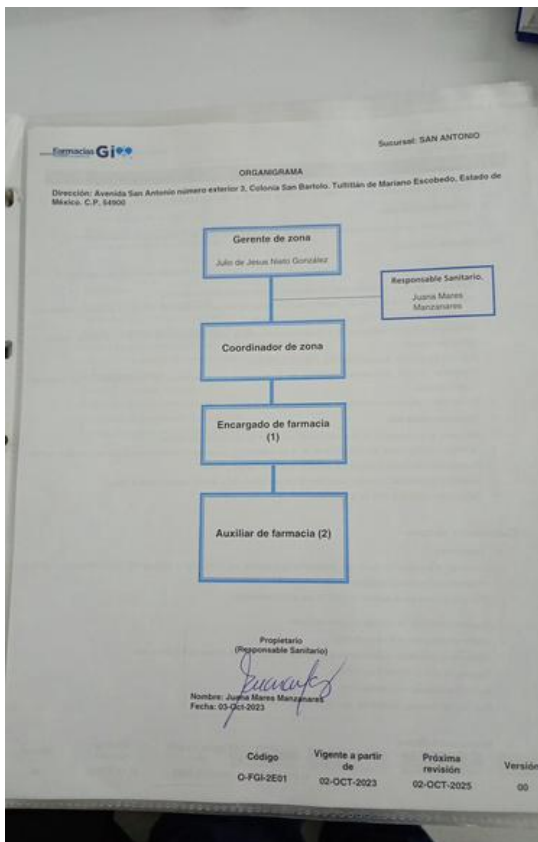 Farmacias Gi
Sucursal: SAN ANTONIO
ORGANIGRAMA
Dirección: Avenida San Antonio número exterior 3, Colonia San Bartolo. Tultitlán de Mariano Escobedo, Estado de
México. C.P. 54900
Gerente de zona
Julio de Jesus Nieto González
Responsable Sanitario.
Juana Mares
Manzanares
Coordinador de zona
Encargado de farmacia
(1)
Auxiliar de farmacia (2)
Propietario
(Responsable Sanitario)
Nombre: Juana Mares Manzanares
Fecha: 03-Oct-2023
Código
Vigente a partir
de
Próxima
revisión
Versión
O-FGI-2E01
02-OCT-2023
02-OCT-2025
00